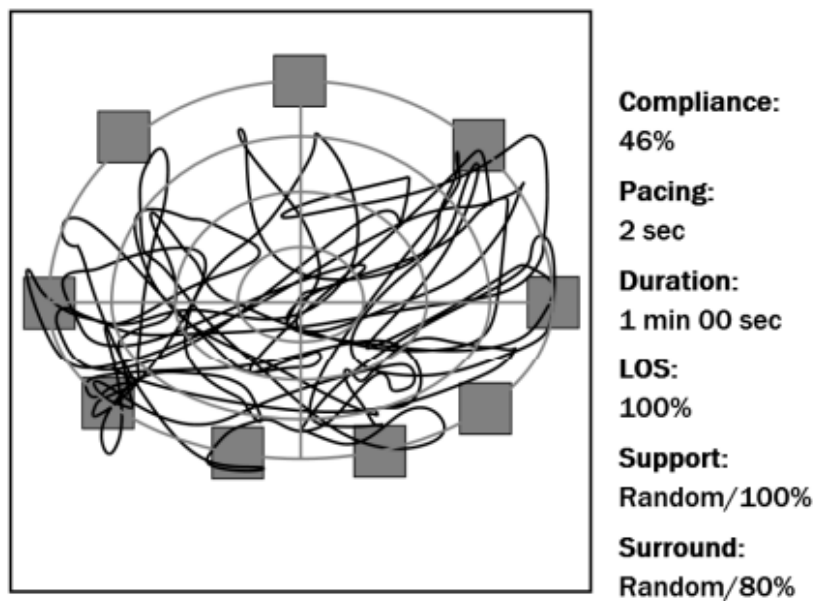 Compliance:
46%
Pacing:
2 sec
Duration:
1 min 00 sec
LOS:
100%
Support:
Random/100%
Surround:
Random/80%